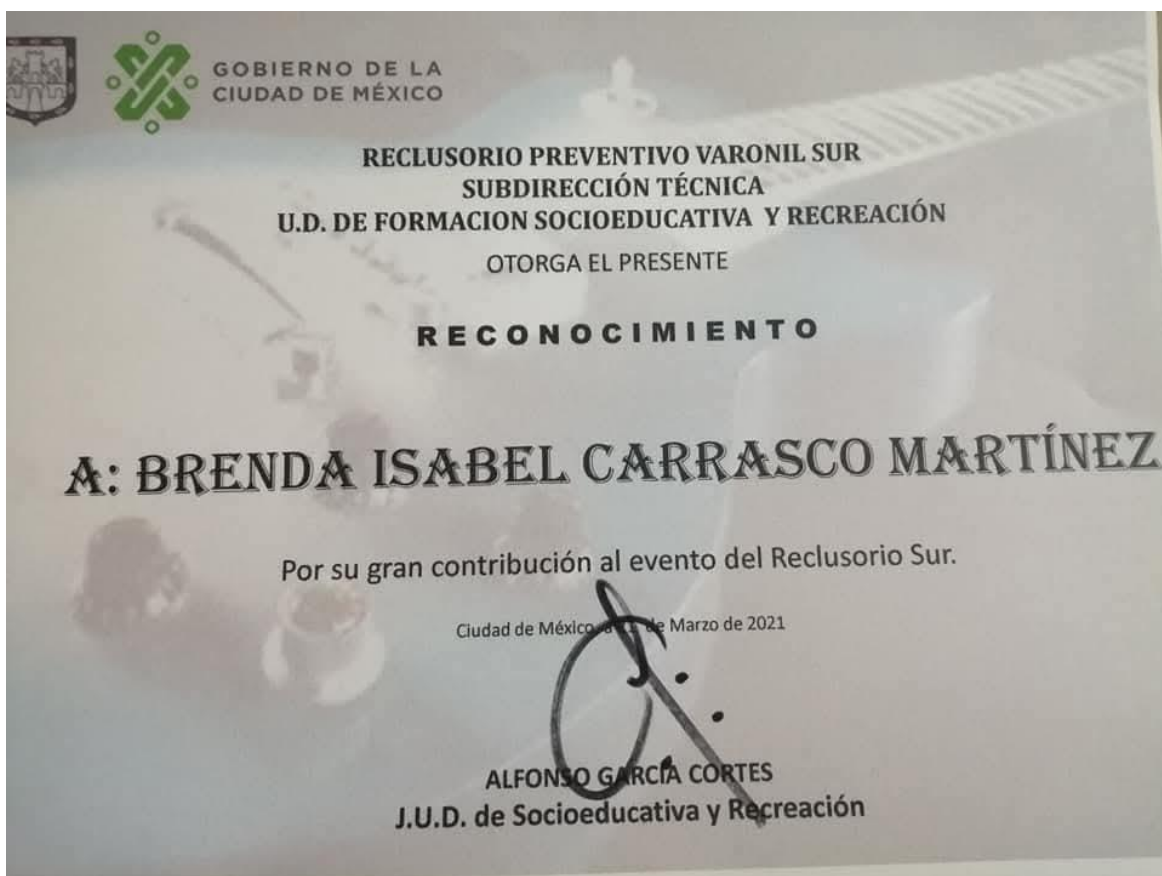 GOBIERNO DE LA
CIUDAD DE MÉXICO
RECLUSORIO PREVENTIVO VARONIL SUR
SUBDIRECCIÓN TÉCNICA
U.D. DE FORMACION SOCIOEDUCATIVA Y RECREACIÓN
OTORGA EL PRESENTE
RECONOCIMIENTO
A: BRENDA ISABEL CARRASCO MARTÍNEZ
Por su gran contribución al evento del Reclusorio Sur.
Ciudad de México de Marzo de 2021
ALFONSO GARCÍA CORTES
J.U.D. de Socioeducativa y Recreación